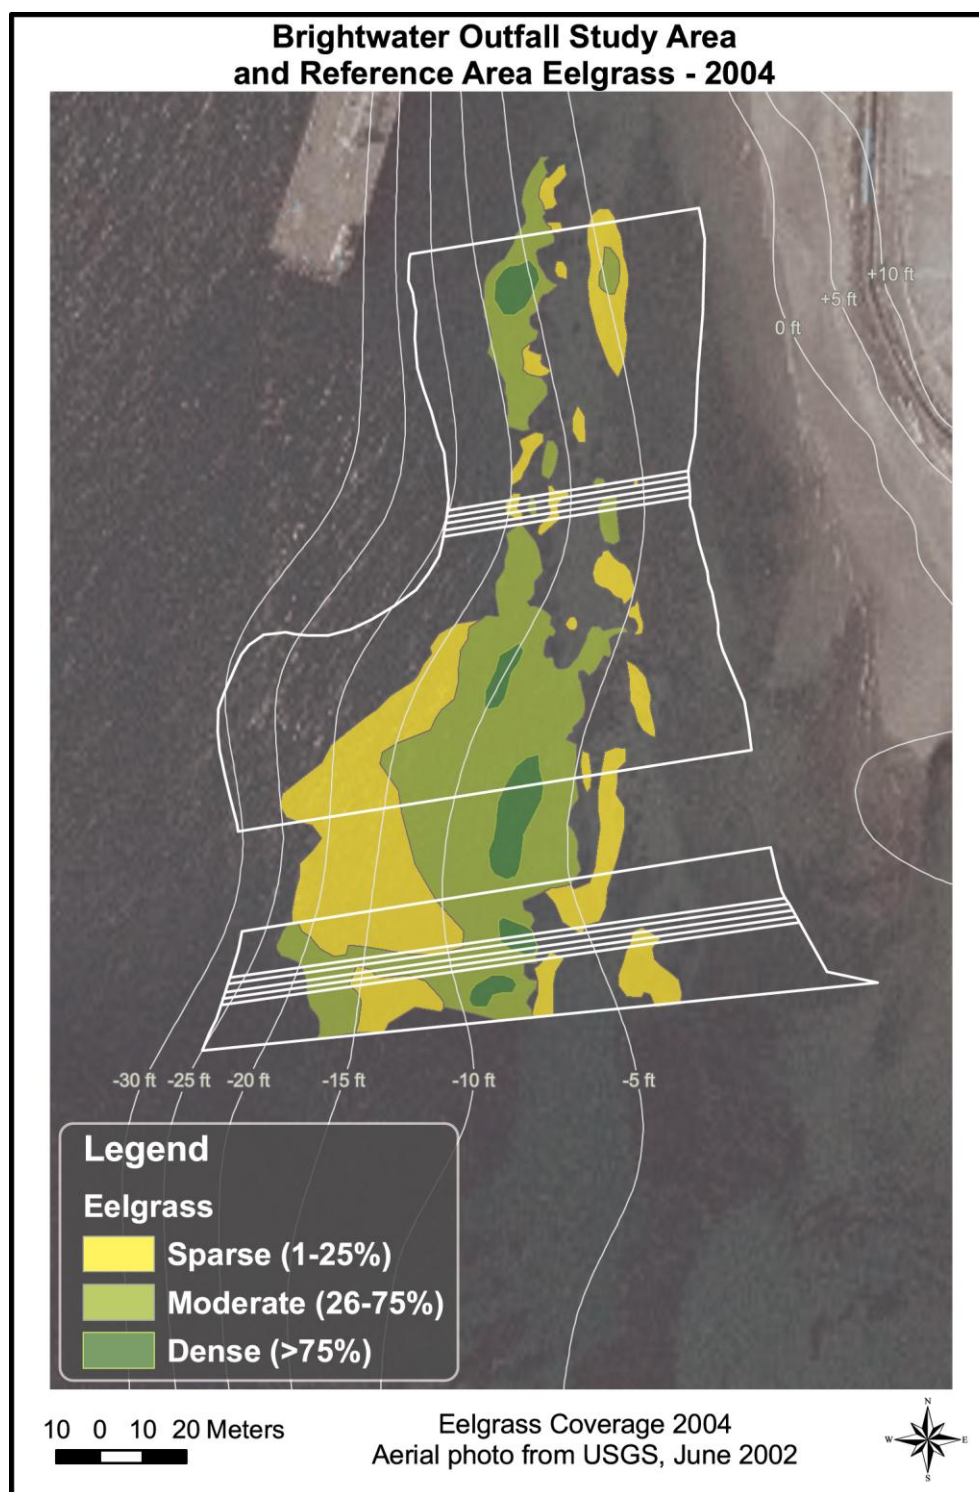 Brightwater Outfall Study Area
and Reference Area Eelgrass - 2004
+10 ft
+5 ft
0 ft
-30 ft -25 ft -20 ft -15 ft -10 ft -5 ft
Legend
Eelgrass
Sparse (1-25%)
Moderate (26-75%)
Dense (>75%)
10 0 10 20 Meters
Eelgrass Coverage 2004
Aerial photo from USGS, June 2002
N
W E
S